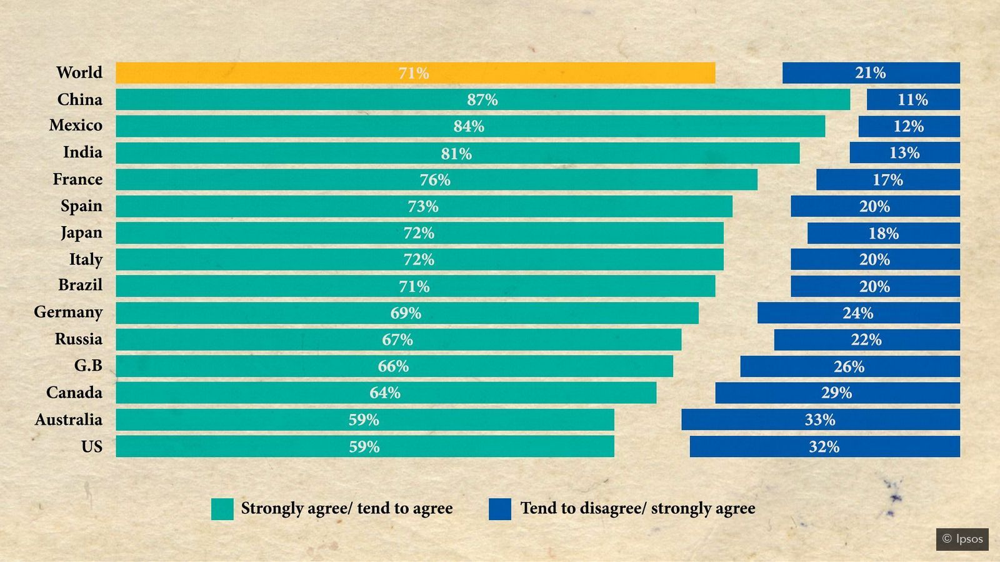 World 71% 21%
China 87% 11%
Mexico 84% 12%
India 81% 13%
France 76% 17%
Spain 73% 20%
Japan 72% 18%
Italy 72% 20%
Brazil 71% 20%
Germany 69% 24%
Russia 67% 22%
G.B 66% 26%
Canada 64% 29%
Australia 59% 33%
US 59% 32%
Strongly agree/ tend to agree Tend to disagree/ strongly agree
© Ipsos